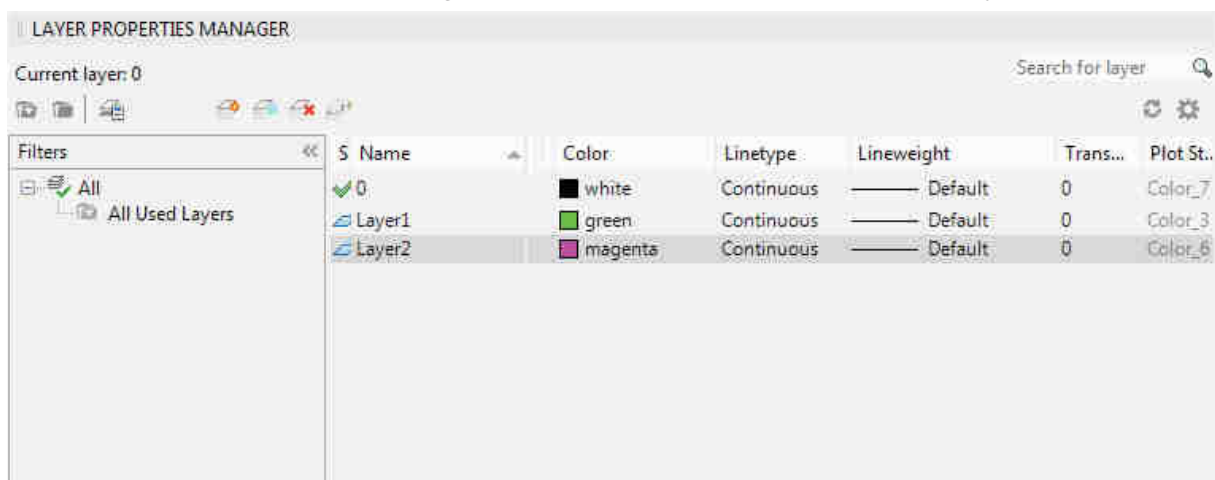 LAYER PROPERTIES MANAGER
Current layer: 0
Search for layer
Filters
S Name Color Linetype Lineweight Trans... Plot St..
All
All Used Layers
0 white Continuous Default 0 Color_7
Layer1 green Continuous Default 0 Color_3
Layer2 magenta Continuous Default 0 Color_6